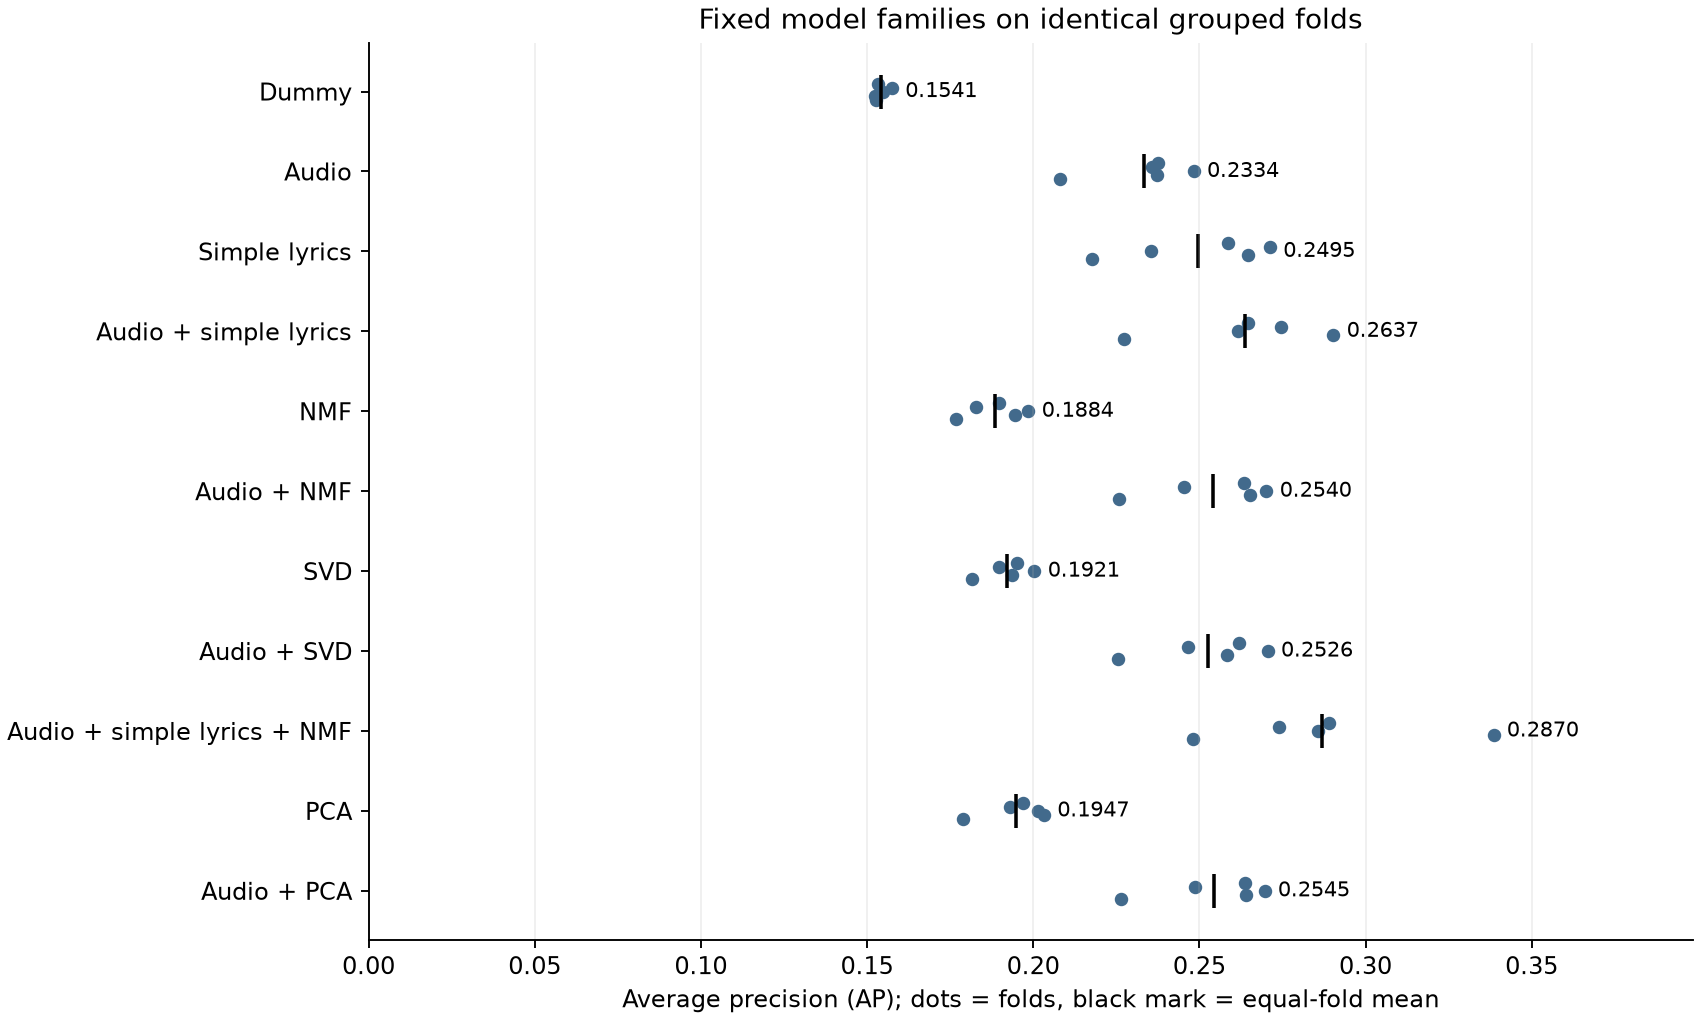 Fixed model families on identical grouped folds
Dummy 0.1541
Audio 0.2334
Simple lyrics 0.2495
Audio + simple lyrics 0.2637
NMF 0.1884
Audio + NMF 0.2540
SVD 0.1921
Audio + SVD 0.2526
Audio + simple lyrics + NMF 0.2870
PCA 0.1947
Audio + PCA 0.2545
0.00 0.05 0.10 0.15 0.20 0.25 0.30 0.35
Average precision (AP); dots = folds, black mark = equal-fold mean